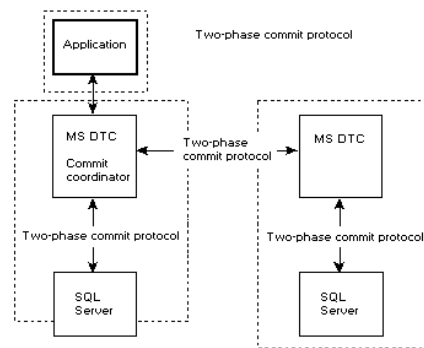 Application
Two-phase commit protocol
MS DTC
Commit
coordinator
Two-phase
commit protocol
MS DTC
Two-phase commit protocol
Two-phase commit protocol
SQL
Server
SQL
Server